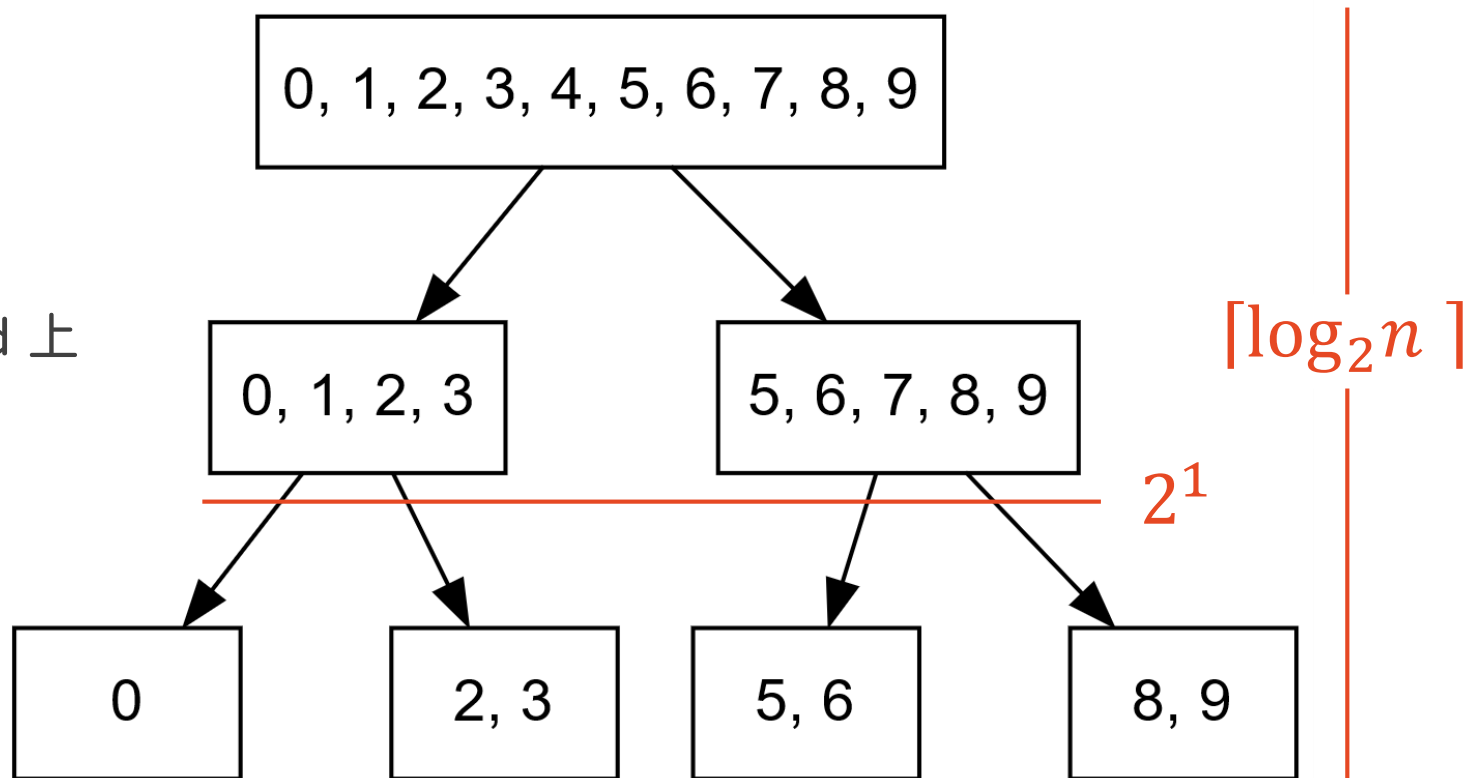 0, 1, 2, 3, 4, 5, 6, 7, 8, 9
上
⌈log₂n ⌉
0, 1, 2, 3
5, 6, 7, 8, 9
2¹
0
2, 3
5, 6
8, 9